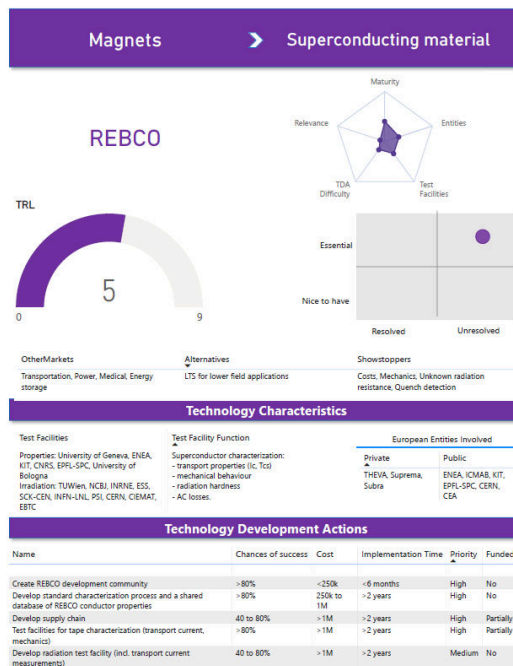 Magnets
Superconducting material
REBCO
Maturity
Relevance
Entities
TDA
Difficulty
Test
Facilities
TRL
5
0
9
Essential
Nice to have
Resolved
Unresolved
OtherMarkets
Alternatives
Showstoppers
Transportation, Power, Medical, Energy
storage
LTS for lower field applications
Costs, Mechanics, Unknown radiation
resistance, Quench detection
Technology Characteristics
Test Facilities
Properties: University of Geneva, ENEA,
KIT, CNRS, EPFL-SPC, University of
Bologna
Irradiation: TUWien, NCBJ, INRNE, ESS,
SCK-CEN, INFN-LNL, PSI, CERN, CIEMAT,
EBTC
Test Facility Function
Superconductor characterization:
- transport properties (Ic, Tcs)
- mechanical behaviour
- radiation hardness
- AC losses.
European Entities Involved
Private
Public
THEVA, Suprema,
Subra
ENEA, ICMAB, KIT,
EPFL-SPC, CERN,
CEA
Technology Development Actions
Name
Chances of success
Cost
Implementation Time
Priority
Funded
Create REBCO development community
>80%
<250k
<6 months
High
No
Develop standard characterization process and a shared
database of REBCO conductor properties
>80%
250k to
1M
>2 years
High
No
Develop supply chain
40 to 80%
>1M
>2 years
High
Partially
Test facilities for tape characterization (transport current,
mechanics)
>80%
>1M
>2 years
High
Partially
Develop radiation test facility (incl. transport current
measurements)
40 to 80%
>1M
>2 years
Medium
No